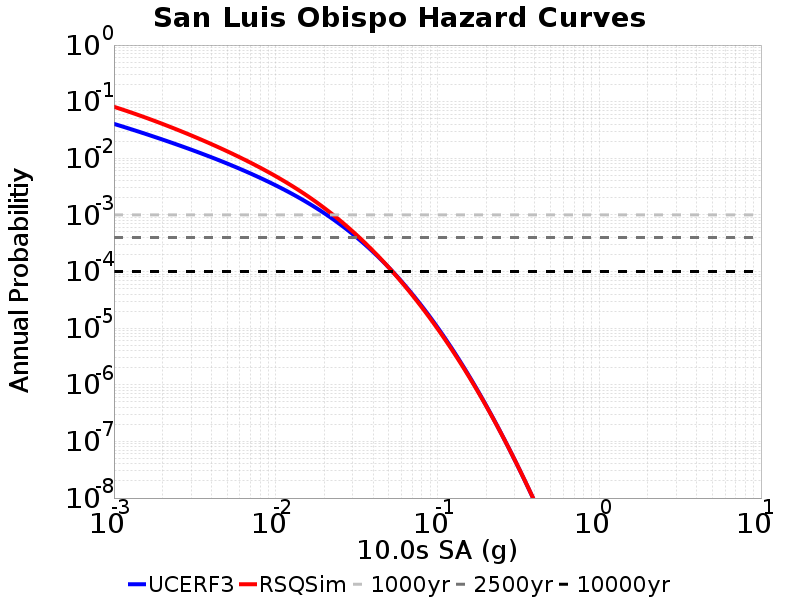 San Luis Obispo Hazard Curves
Annual Probabilitiy
10^0
10^-1
10^-2
10^-3
10^-4
10^-5
10^-6
10^-7
10^-8
10^-3 10^-2 10^-1 10^0 10^1
10.0s SA (g)
UCERF3 RSQSim 1000yr 2500yr 10000yr